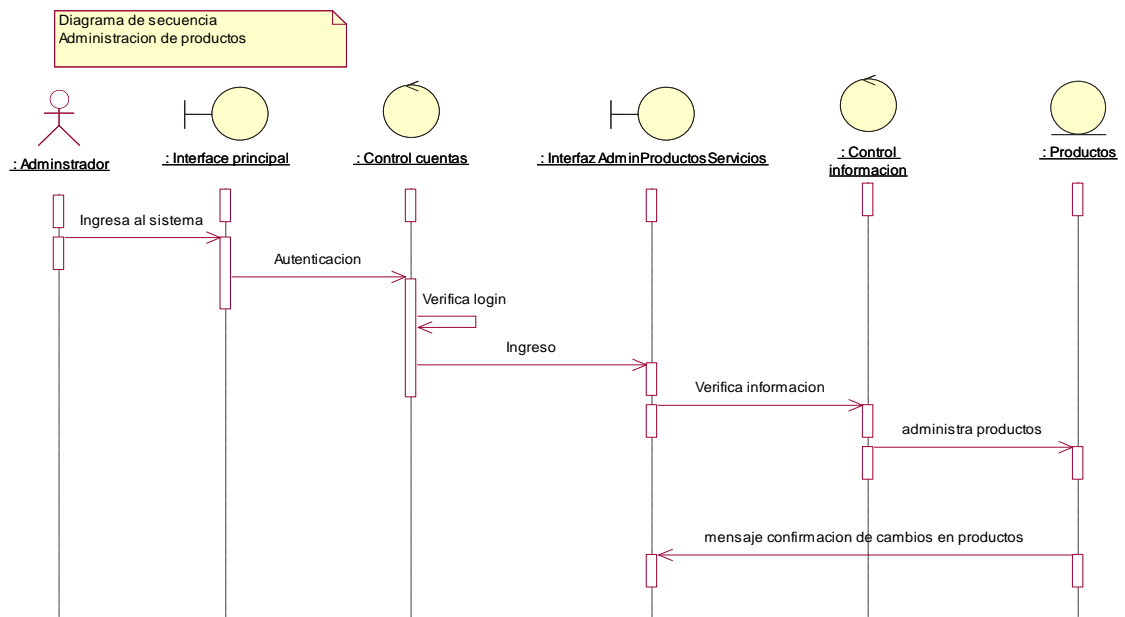 Diagrama de secuencia
Administracion de productos
: Adminstrador
: Interface principal
: Control cuentas
: Interfaz AdminProductosServicios
: Control
informacion
: Productos
Ingresa al sistema
Autenticacion
Verifica login
Ingreso
Verifica informacion
administra productos
mensaje confirmacion de cambios en productos